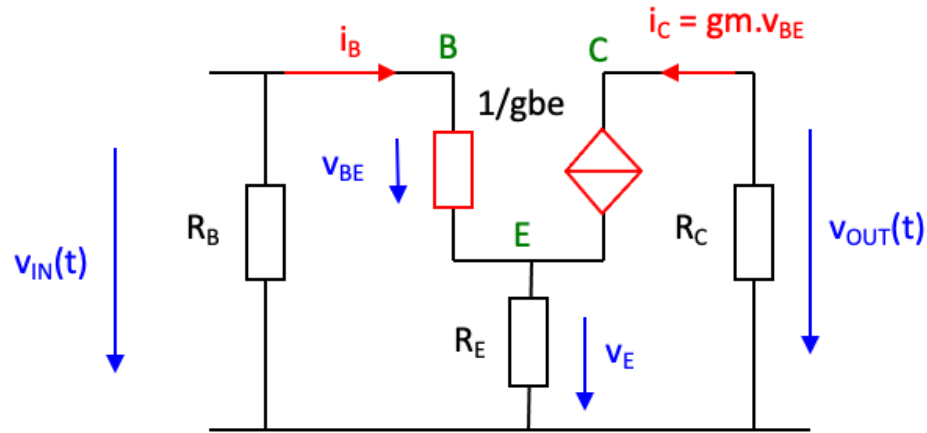 iC = gm.vBE
iB
B
C
1/gbe
vBE
RB
E
RC
vOUT(t)
vIN(t)
RE
vE